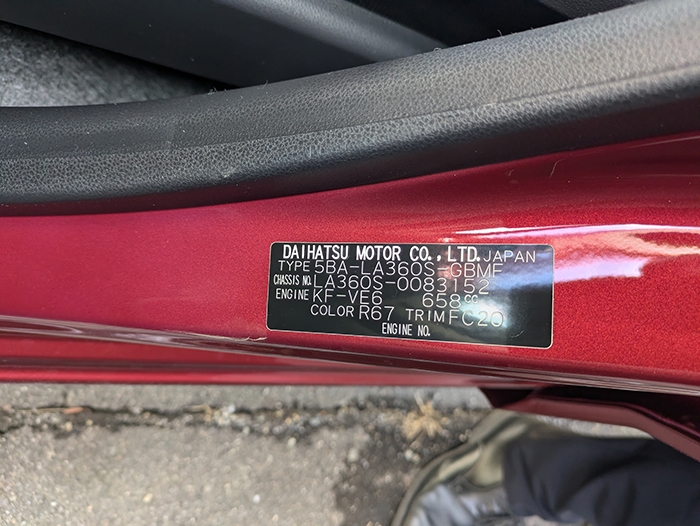 DAIHATSU MOTOR CO., LTD. JAPAN
TYPE 5BA-LA360S-GBMF
CHASSIS NO. LA360S-0083152
ENGINE KF-VE6 658cc
COLOR R67 TRIM FC20
ENGINE NO.